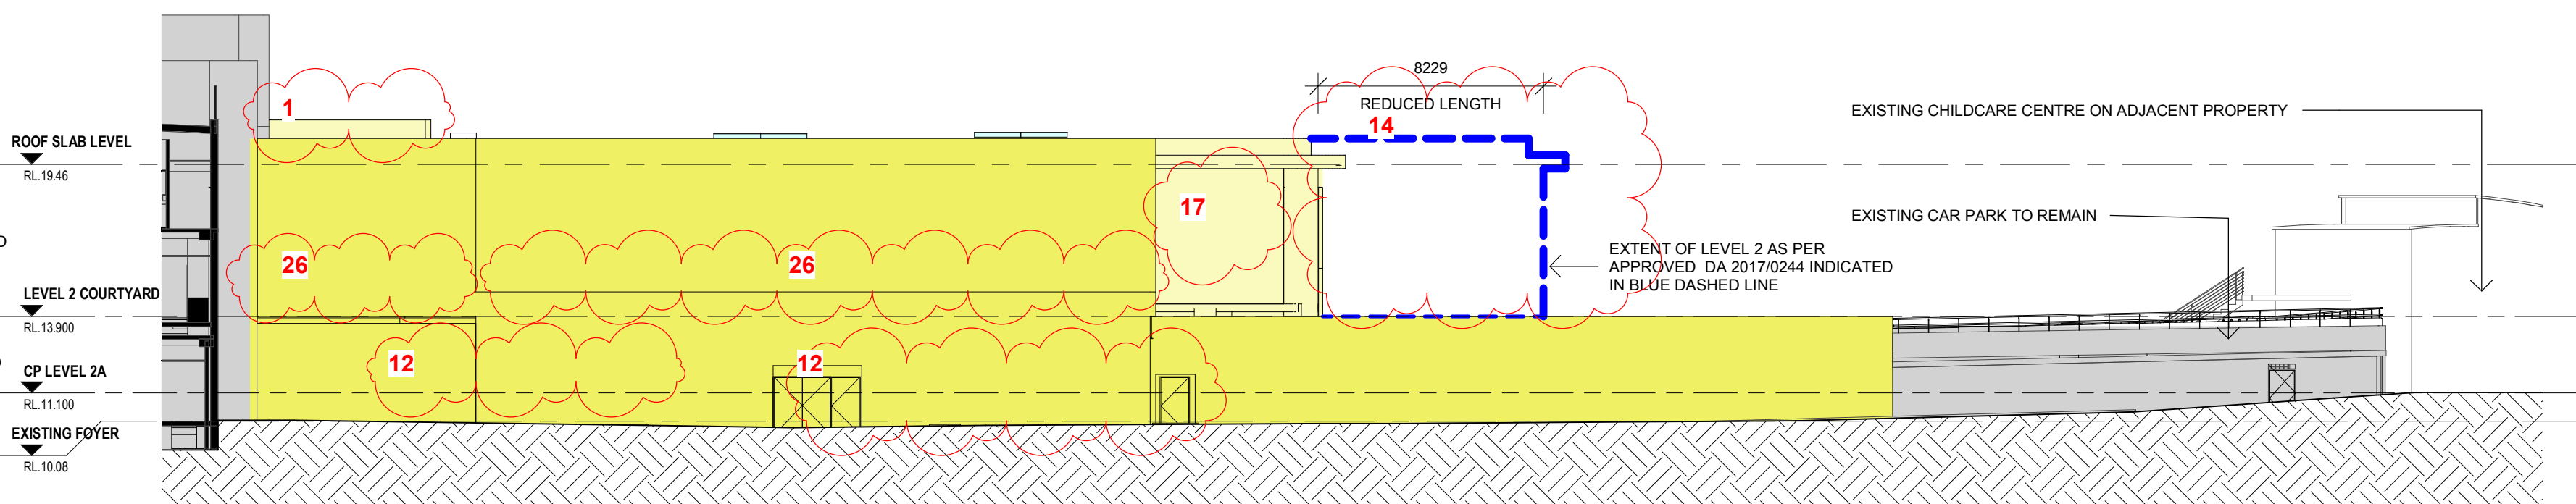 8229
REDUCED LENGTH
1
14
EXISTING CHILDCARE CENTRE ON ADJACENT PROPERTY
ROOF SLAB LEVEL
RL.19.46
17
EXISTING CAR PARK TO REMAIN
26
26
EXTENT OF LEVEL 2 AS PER
APPROVED DA 2017/0244 INDICATED
IN BLUE DASHED LINE
LEVEL 2 COURTYARD
RL.13.900
12
12
CP LEVEL 2A
RL.11.100
EXISTING FOYER
RL.10.08